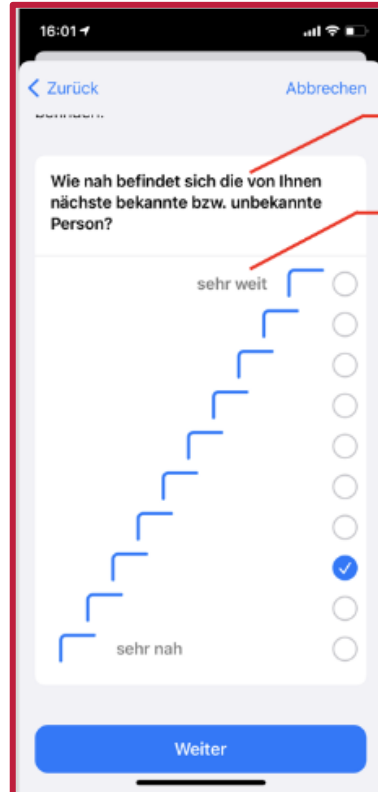 16:01
Zurück
Abbrechen
Wie nah befindet sich die von Ihnen
nächste bekannte bzw. unbekannte
Person?
sehr weit
sehr nah
Weiter